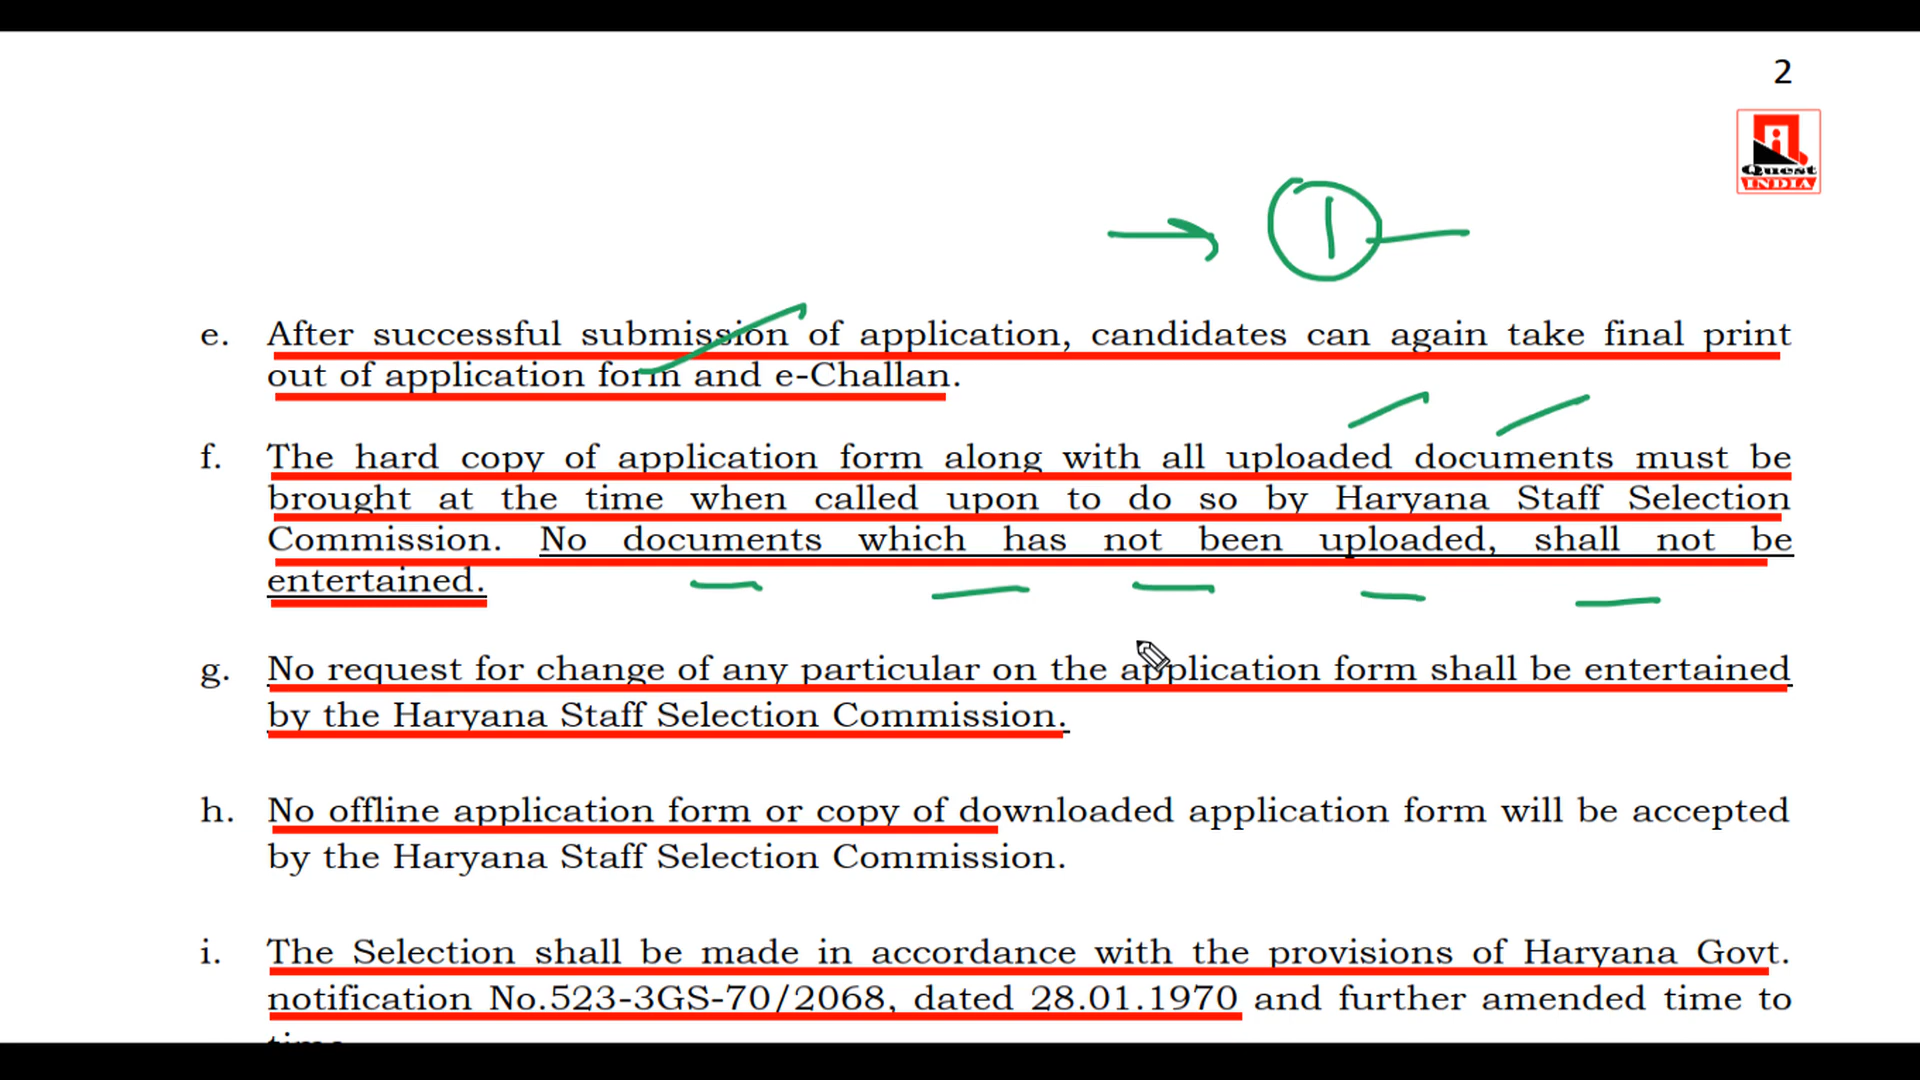 2
Quest
INDIA
1
e. After successful submission of application, candidates can again take final print
out of application form and e-Challan.
f. The hard copy of application form along with all uploaded documents must be
brought at the time when called upon to do so by Haryana Staff Selection
Commission. No documents which has not been uploaded, shall not be
entertained.
g. No request for change of any particular on the application form shall be entertained
by the Haryana Staff Selection Commission.
h. No offline application form or copy of downloaded application form will be accepted
by the Haryana Staff Selection Commission.
i. The Selection shall be made in accordance with the provisions of Haryana Govt.
notification No.523-3GS-70/2068, dated 28.01.1970 and further amended time to